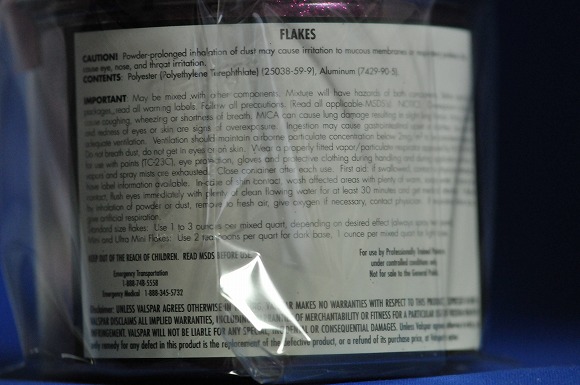 FLAKES
CAUTION!: Powder-prolonged inhalation of dust may cause irritation to mucous membranes or
cause eye, nose, and throat irritation.
CONTENTS: Polyester (Polyethylene (25038-59-9), Aluminum (7429-90-5)
IMPORTANT: May be mixed with other components. Mixture will have hazards of both
packages, read all warning labels. Follow all precautions. (Read all applicable MSDS
cause coughing, wheezing or shortness of breath. MICA can cause lung damage resulting in
and redness of eyes or skin are signs of overexposure. Ingestion may cause
adequate ventilation. Ventilation should maintain airborne particulate concentration below
Do not breath dust, do not get in eyes or on skin. Wear a properly fitted vapor/particulate
for use with paints (TC-23C), eye protection, gloves and protective clothing during handling and
vapors and spray mists are exhausted. Close container after each use. First aid: if swallowed,
have label information available. In case of skin contact, wash affected areas with plenty of water,
contact, flush eyes immediately with plenty of clean flowing water for at least 30 minutes and get
by inhalation of powder or dust, remove to fresh air, give oxygen if necessary, contact physician.
give artificial respiration.
Standard size flakes: Use 1 to 3 ounces per mixed quart, depending on desired effect (always
Mini and Ultra Mini Flakes: Use 2 teaspoons per quart for dark base, 1 ounce per mixed quart for light
KEEP OUT OF THE REACH OF CHILDREN. READ MSDS BEFORE USE.
For use by Professionally Trained
under controlled conditions only.
Not for sale to the General Public.
Emergency Transportation
1-888-748-5558
Emergency Medical 1-888-345-5732
Disclaimer: UNLESS VALSPAR AGREES OTHERWISE IN VALSPAR MAKES NO WARRANTIES WITH RESPECT TO THIS PRODUCT,
VALSPAR DISCLAIMS ALL IMPLIED WARRANTIES, INCLUDING WARRANTIES OF MERCHANTABILITY OR FITNESS FOR A PARTICULAR USE
INFRINGEMENT. VALSPAR WILL NOT BE LIABLE FOR ANY SPECIAL, INCIDENTAL OR CONSEQUENTIAL DAMAGES. Unless Valspar agrees otherwise
only remedy for any defect in this product is the replacement of the defective product, or a refund of its purchase price, at